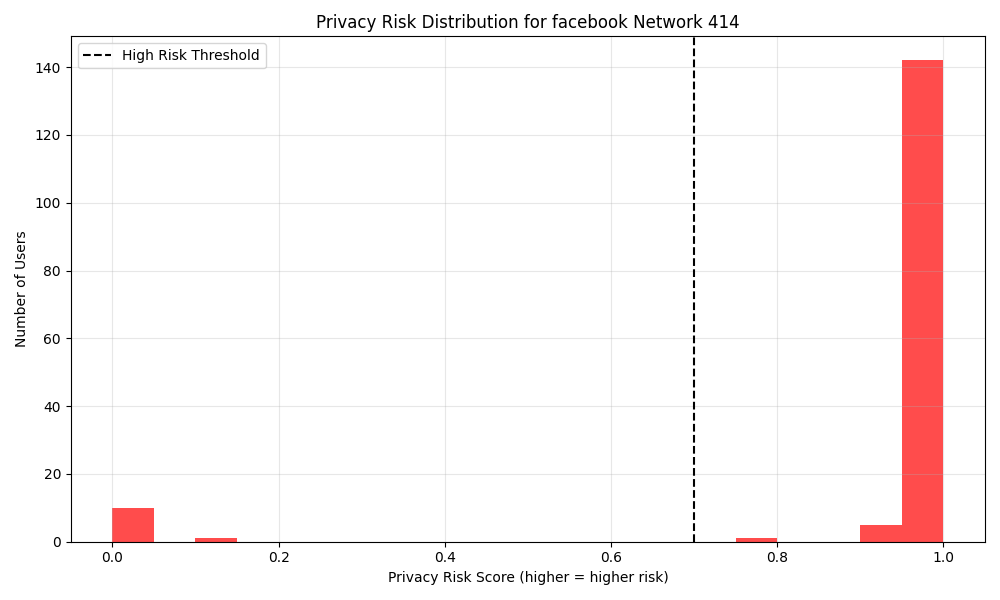 Privacy Risk Distribution for facebook Network 414
High Risk Threshold
Number of Users
140
120
100
80
60
40
20
0
0.0 0.2 0.4 0.6 0.8 1.0
Privacy Risk Score (higher = higher risk)